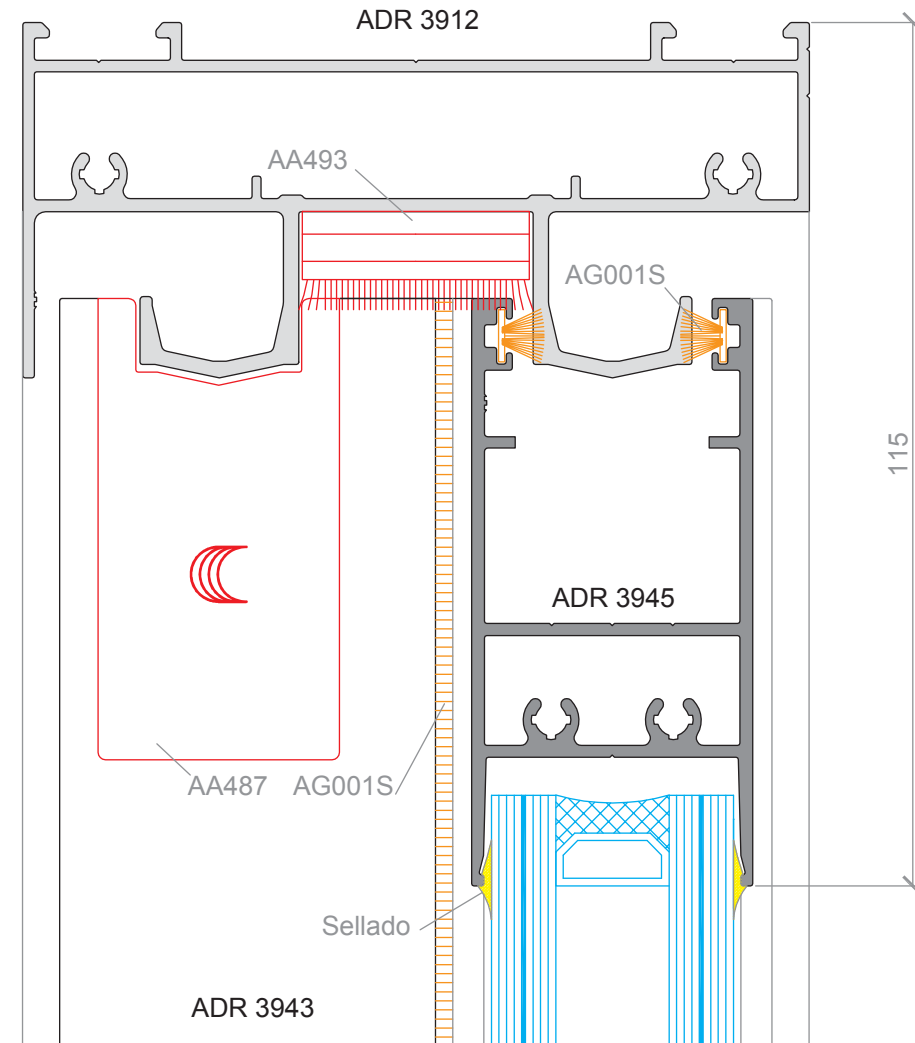 ADR 3912
AA493
AG001S
115
ADR 3945
AA487
AG001S
Sellado
ADR 3943